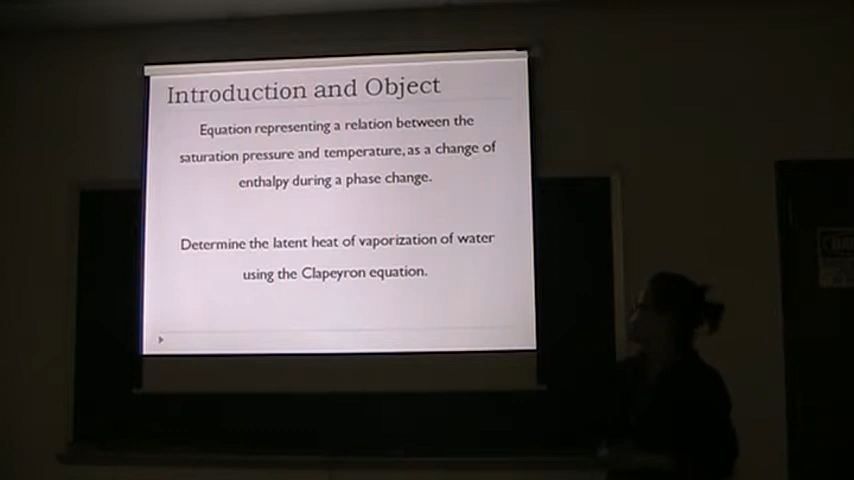 Introduction and Object
Equation representing a relation between the
saturation pressure and temperature, as a change of
enthalpy during a phase change.
Determine the latent heat of vaporization of water
using the Clapeyron equation.